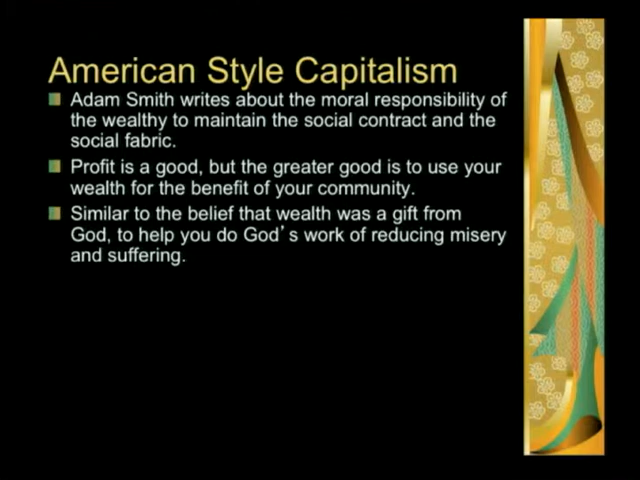 American Style Capitalism
Adam Smith writes about the moral responsibility of
the wealthy to maintain the social contract and the
social fabric.
Profit is a good, but the greater good is to use your
wealth for the benefit of your community.
Similar to the belief that wealth was a gift from
God, to help you do God’s work of reducing misery
and suffering.